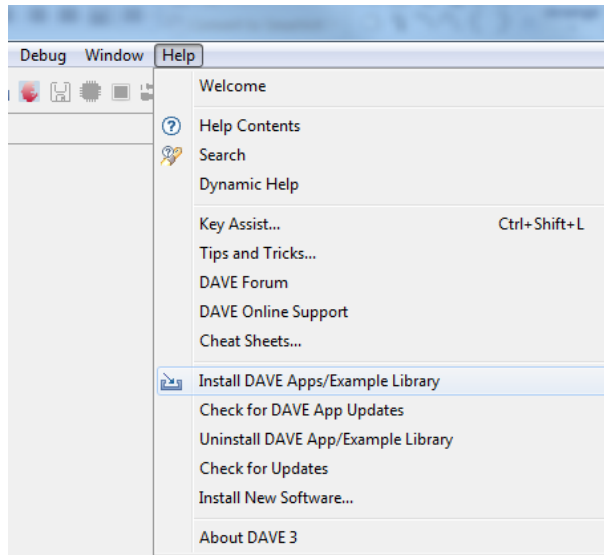 Debug Window Help
Welcome
Help Contents
Search
Dynamic Help
Key Assist... Ctrl+Shift+L
Tips and Tricks...
DAVE Forum
DAVE Online Support
Cheat Sheets...
Install DAVE Apps/Example Library
Check for DAVE App Updates
Uninstall DAVE App/Example Library
Check for Updates
Install New Software...
About DAVE 3